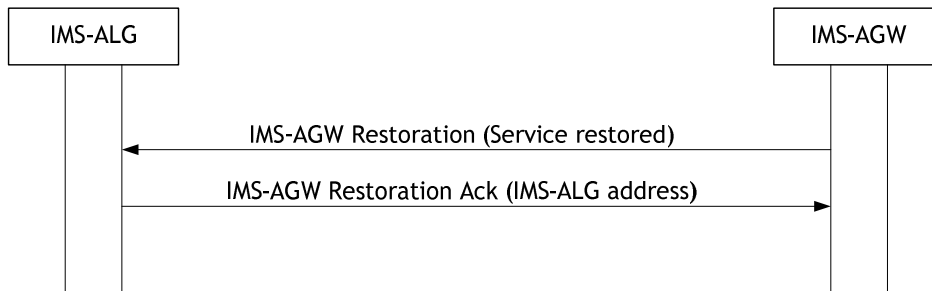 IMS-ALG
IMS-AGW
IMS-AGW Restoration (Service restored)
IMS-AGW Restoration Ack (IMS-ALG address)